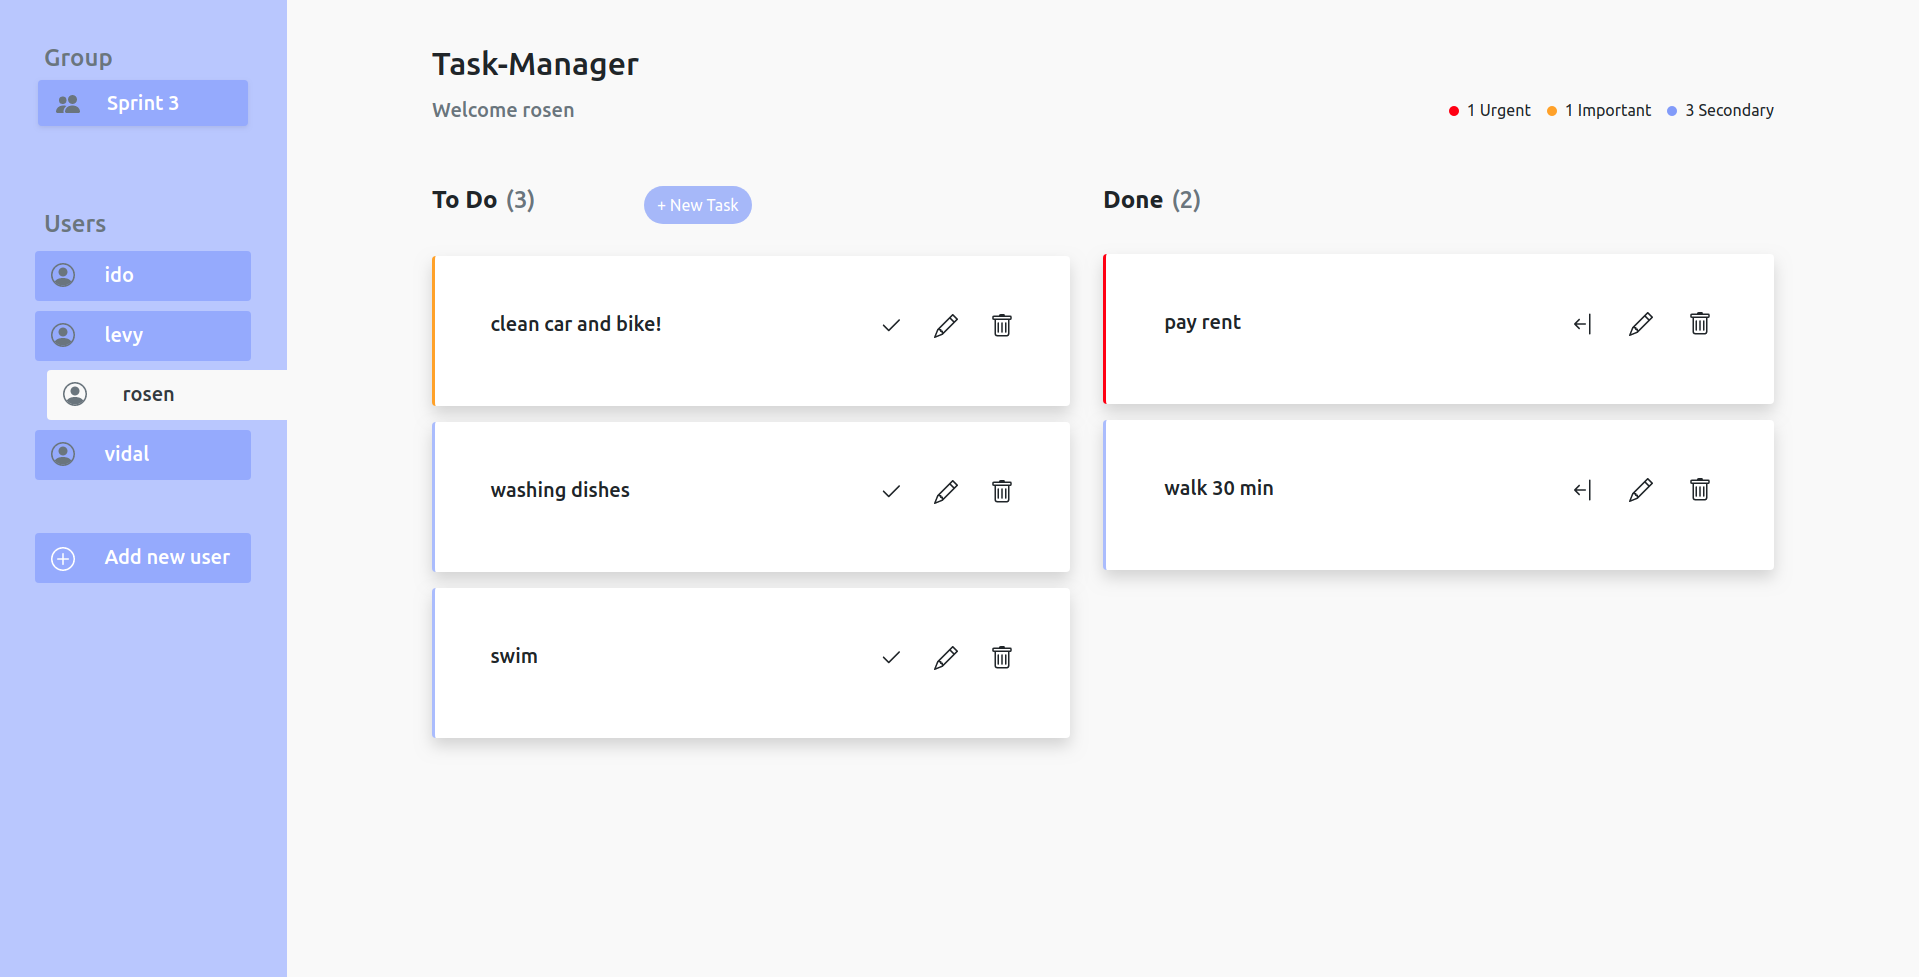 Group
Sprint 3
Users
ido
levy
rosen
vidal
Add new user
Task-Manager
Welcome rosen
1 Urgent 1 Important 3 Secondary
To Do (3)
+ New Task
clean car and bike!
washing dishes
swim
Done (2)
pay rent
walk 30 min